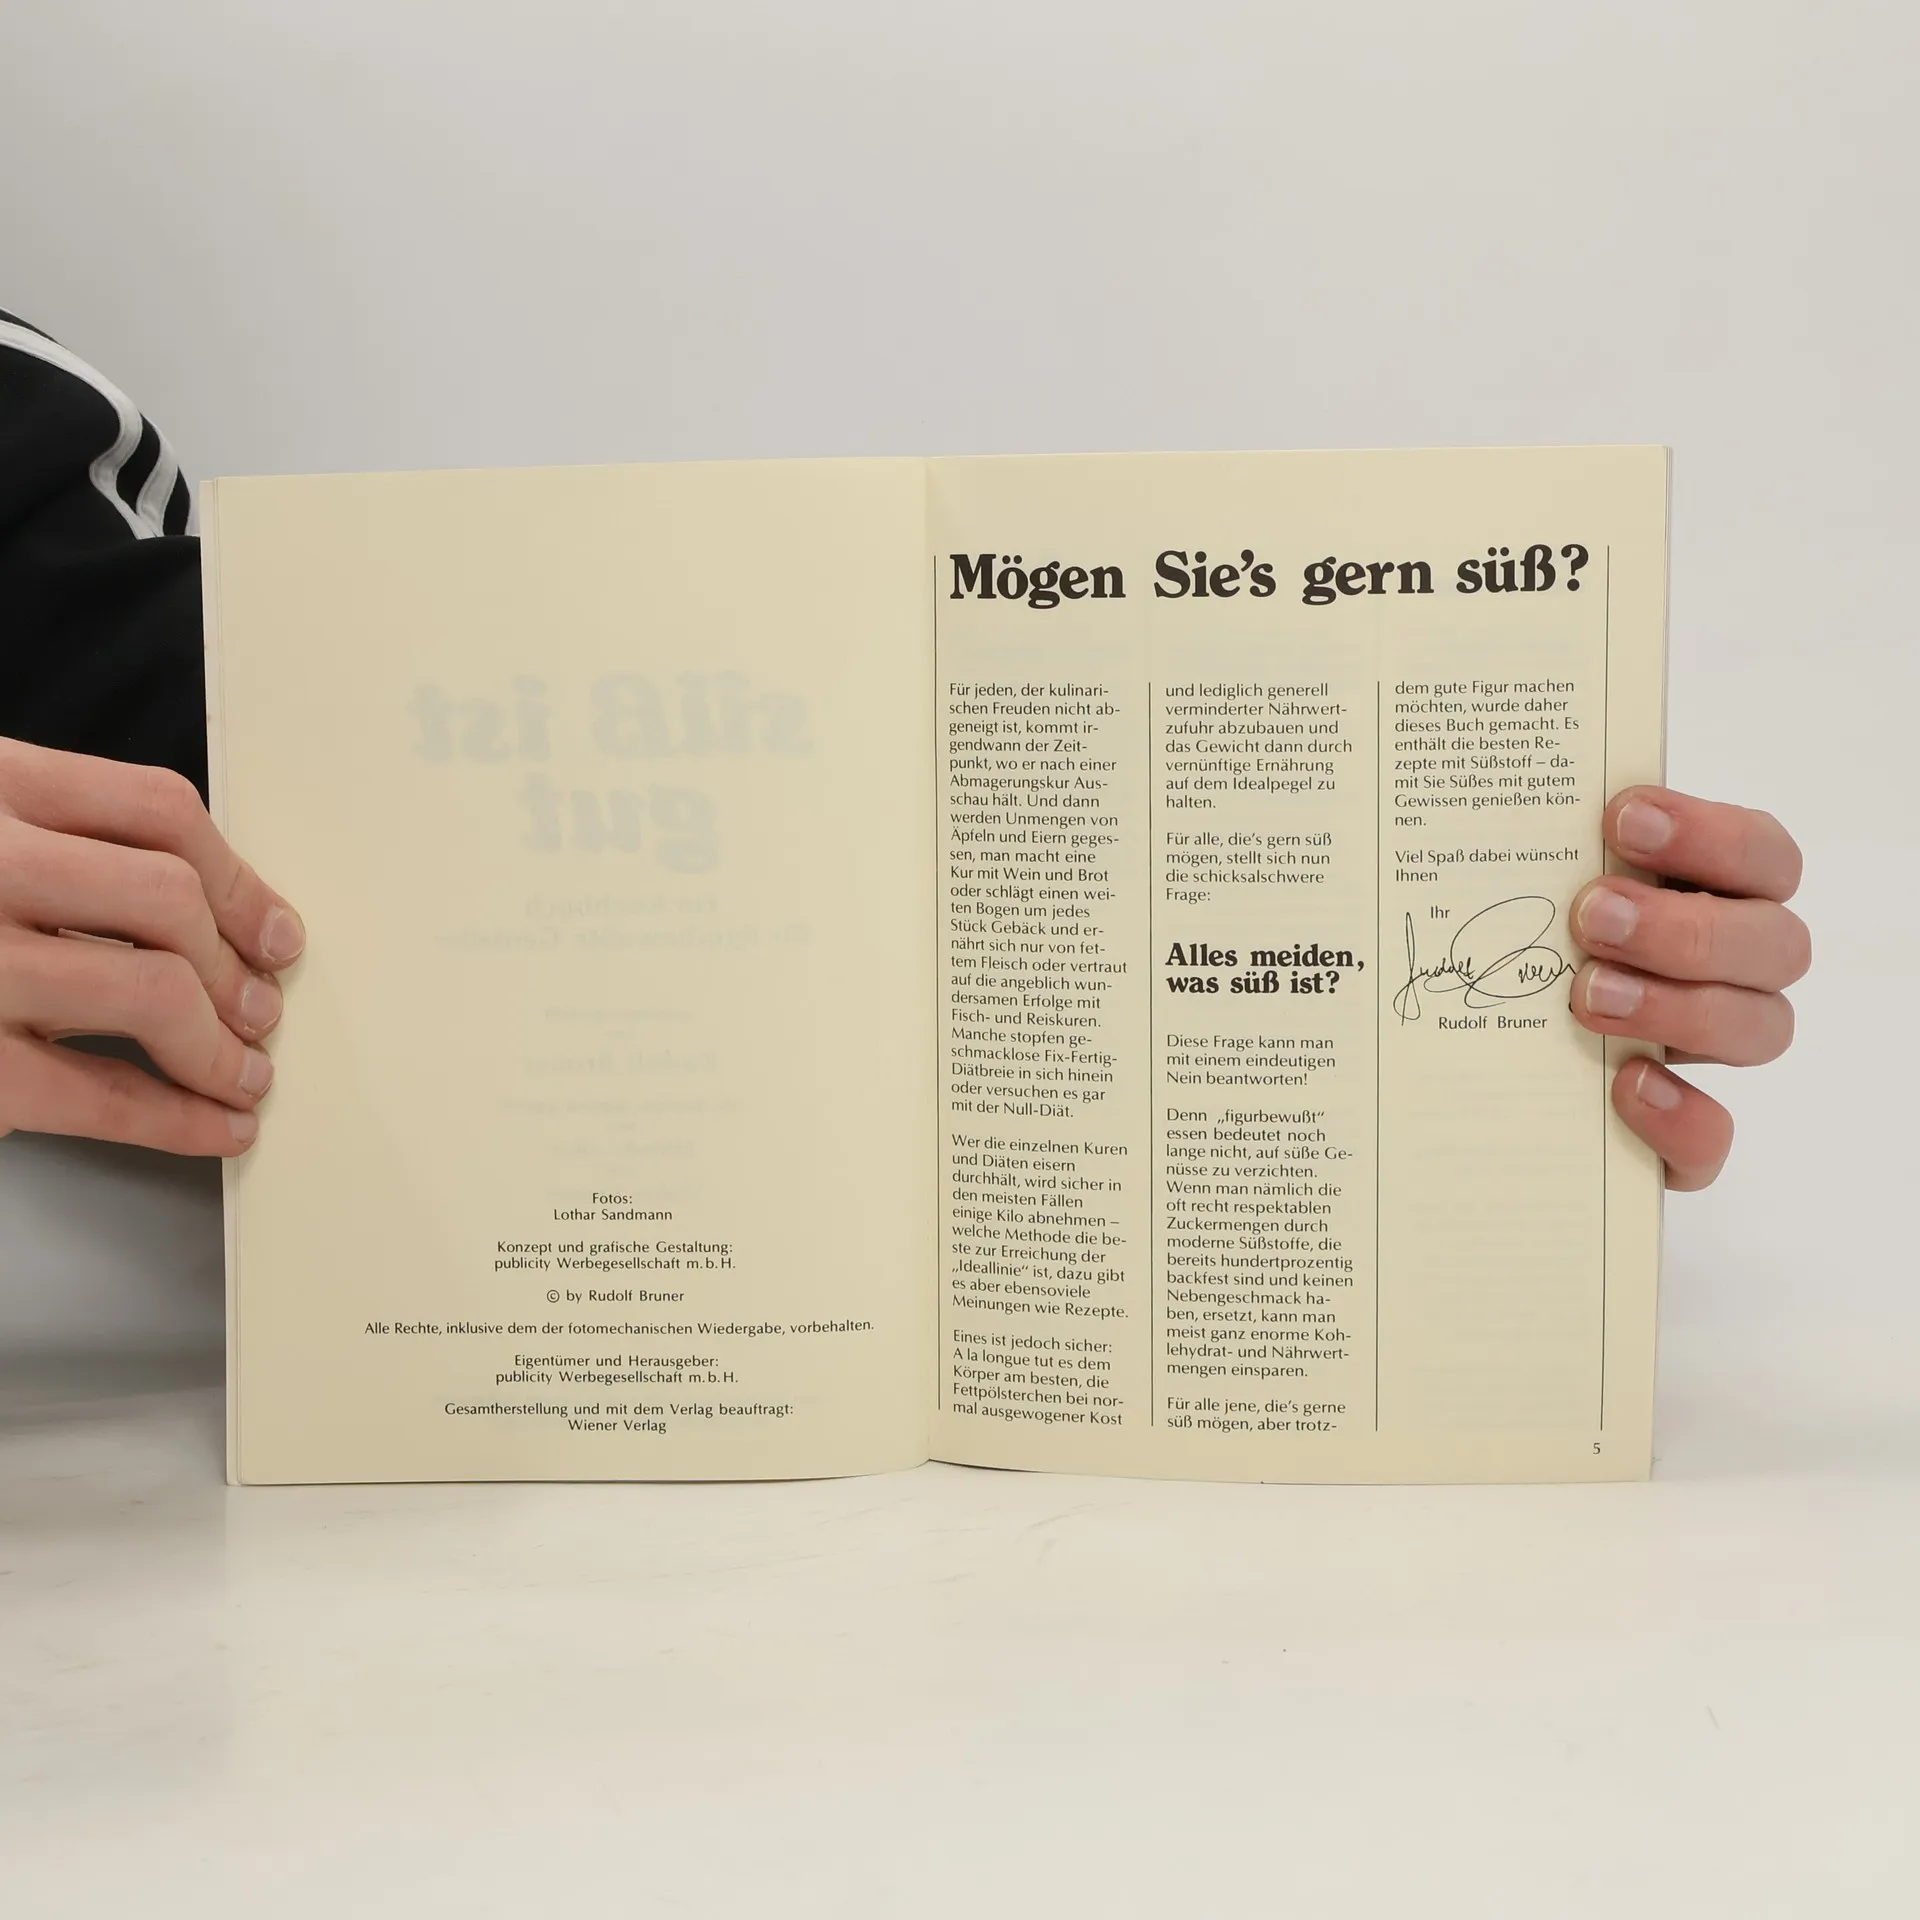 Fotos:
Lothar Sandmann
Konzept und grafische Gestaltung:
publicity Werbegesellschaft m.b.H.
© by Rudolf Bruner
Alle Rechte, inklusive dem der fotomechanischen Wiedergabe, vorbehalten.
Eigentümer und Herausgeber:
publicity Werbegesellschaft m.b.H.
Gesamtherstellung und mit dem Verlag beauftragt:
Wiener Verlag
Mögen Sie's gern süß?
Für jeden, der kulinari-
schen Freuden nicht ab-
geneigt ist, kommt ir-
gendwann der Zeit-
punkt, wo er nach einer
Abmagerungskur Aus-
schau hält. Und dann
werden Unmengen von
Äpfeln und Eiern geges-
sen, man macht eine
Kur mit Wein und Brot
oder schlägt einen wei-
ten Bogen um jedes
Stück Gebäck und er-
nährt sich nur von fet-
tem Fleisch oder vertraut
auf die angeblich wun-
dersamen Erfolge mit
Fisch- und Reiskuren.
Manche stopfen ge-
schmacklose Fix-Fertig-
Diätbreie in sich hinein
oder versuchen es gar
mit der Null-Diät.
Wer die einzelnen Kuren
und Diäten eisern
durchhält, wird sicher in
den meisten Fällen
einige Kilo abnehmen –
welche Methode die be-
ste zur Erreichung der
„Ideallinie“ ist, dazu gibt
es aber ebensoviele
Meinungen wie Rezepte.
Eines ist jedoch sicher:
A la longue tut es dem
Körper am besten, die
Fettpölsterchen bei nor-
mal ausgewogener Kost
und lediglich generell
verminderter Nährwert-
zufuhr abzubauen und
das Gewicht dann durch
vernünftige Ernährung
auf dem Idealpegel zu
halten.
Für alle, die's gern süß
mögen, stellt sich nun
die schicksalschwere
Frage:
Alles meiden,
was süß ist?
Diese Frage kann man
mit einem eindeutigen
Nein beantworten!
Denn „figurbewußt“
essen bedeutet noch
lange nicht, auf süße Ge-
nüsse zu verzichten.
Wenn man nämlich die
oft recht respektablen
Zuckermengen durch
moderne Süßstoffe, die
bereits hundertprozentig
backfest sind und keinen
Nebengeschmack ha-
ben, ersetzt, kann man
meist ganz enorme Koh-
lehydrat- und Nährwert-
mengen einsparen.
Für alle jene, die's gerne
süß mögen, aber trotz-
dem gute Figur machen
möchten, wurde daher
dieses Buch gemacht. Es
enthält die besten Re-
zepte mit Süßstoff – da-
mit Sie Süßes mit gutem
Gewissen genießen kön-
nen.
Viel Spaß dabei wünscht
Ihnen
Ihr
Rudolf Bruner
Rudolf Bruner
5